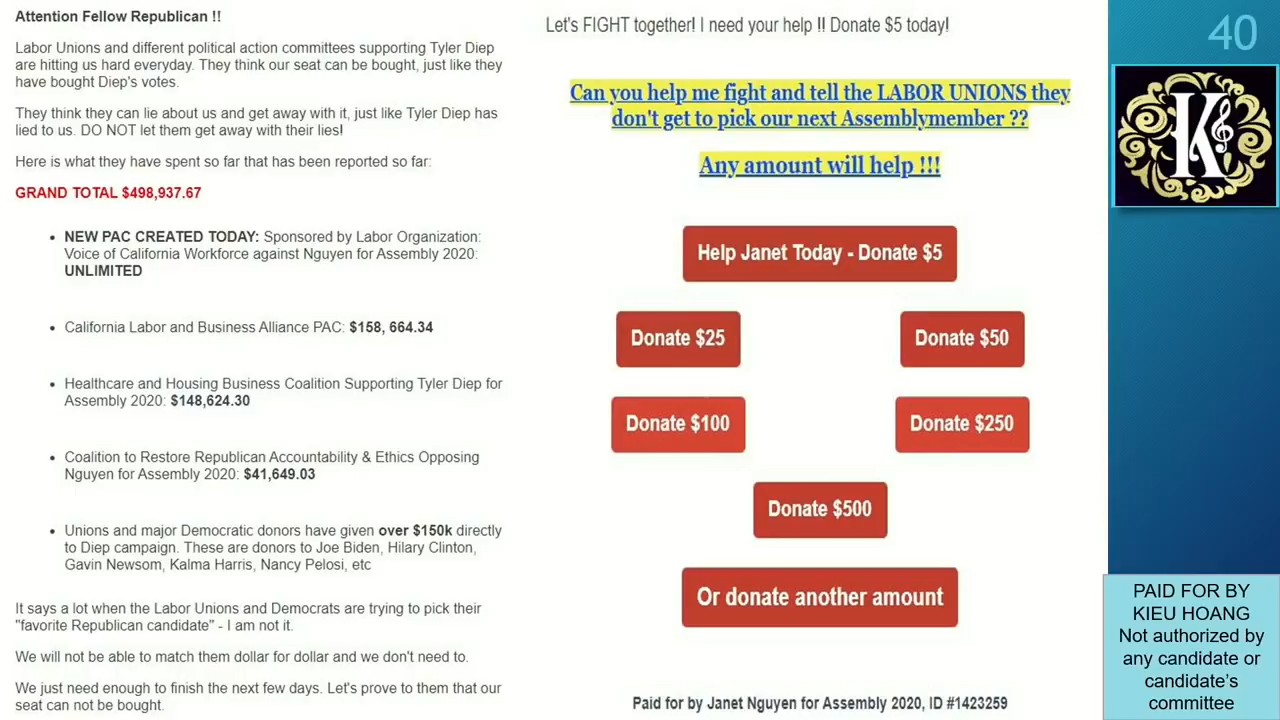 Attention Fellow Republican !!
Labor Unions and different political action committees supporting Tyler Diep
are hitting us hard everyday. They think our seat can be bought, just like they
have bought Diep's votes.
They think they can lie about us and get away with it, just like Tyler Diep has
lied to us. DO NOT let them get away with their lies!
Here is what they have spent so far that has been reported so far:
GRAND TOTAL $498,937.67
• NEW PAC CREATED TODAY: Sponsored by Labor Organization:
Voice of California Workforce against Nguyen for Assembly 2020:
UNLIMITED
• California Labor and Business Alliance PAC: $158, 664.34
• Healthcare and Housing Business Coalition Supporting Tyler Diep for
Assembly 2020: $148,624.30
• Coalition to Restore Republican Accountability & Ethics Opposing
Nguyen for Assembly 2020: $41,649.03
• Unions and major Democratic donors have given over $150k directly
to Diep campaign. These are donors to Joe Biden, Hilary Clinton,
Gavin Newsom, Kalma Harris, Nancy Pelosi, etc
It says a lot when the Labor Unions and Democrats are trying to pick their
"favorite Republican candidate" - I am not it.
We will not be able to match them dollar for dollar and we don't need to.
We just need enough to finish the next few days. Let's prove to them that our
seat can not be bought.
Let's FIGHT together! I need your help !! Donate $5 today!
Can you help me fight and tell the LABOR UNIONS they
don't get to pick our next Assemblymember ??
Any amount will help !!!
Help Janet Today - Donate $5
Donate $25
Donate $50
Donate $100
Donate $250
Donate $500
Or donate another amount
Paid for by Janet Nguyen for Assembly 2020, ID #1423259
40
K
PAID FOR BY
KIEU HOANG
Not authorized by
any candidate or
candidate's
committee